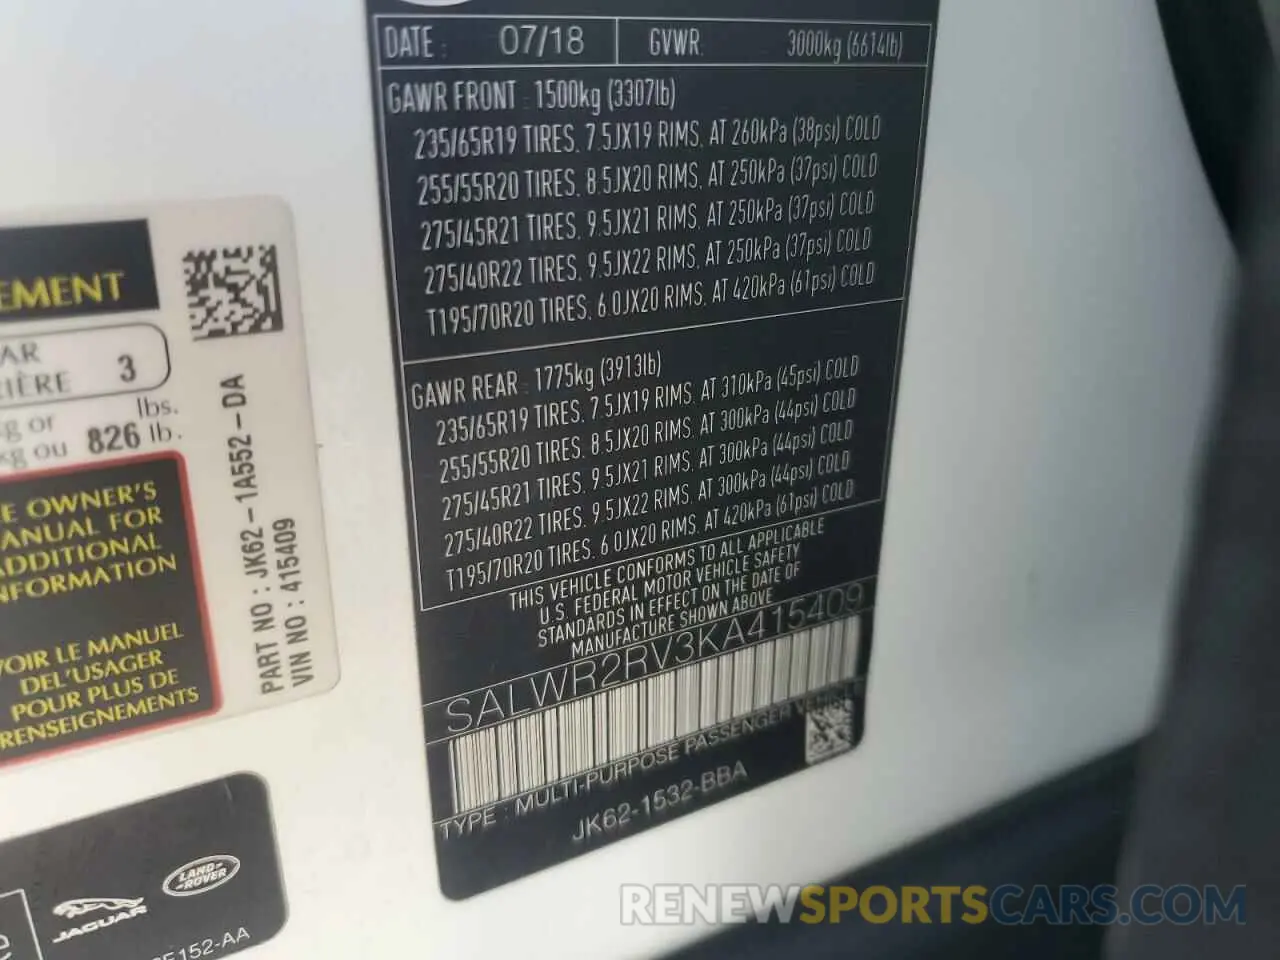 DATE : 07/18 GVWR: 3000kg (6614lb)
GAWR FRONT : 1500kg (3307lb)
235/65R19 TIRES, 7.5JX19 RIMS, AT 260kPa (38psi) COLD
255/55R20 TIRES, 8.5JX20 RIMS, AT 250kPa (37psi) COLD
275/45R21 TIRES, 9.5JX21 RIMS, AT 250kPa (37psi) COLD
275/40R22 TIRES, 9.5JX22 RIMS, AT 250kPa (37psi) COLD
T195/70R20 TIRES, 6.0JX20 RIMS, AT 420kPa (61psi) COLD
GAWR REAR : 1775kg (3913lb)
235/65R19 TIRES, 7.5JX19 RIMS, AT 310kPa (45psi) COLD
255/55R20 TIRES, 8.5JX20 RIMS, AT 300kPa (44psi) COLD
275/45R21 TIRES, 9.5JX21 RIMS, AT 300kPa (44psi) COLD
275/40R22 TIRES, 9.5JX22 RIMS, AT 300kPa (44psi) COLD
T195/70R20 TIRES, 6.0JX20 RIMS, AT 420kPa (61psi) COLD
THIS VEHICLE CONFORMS TO ALL APPLICABLE
U.S. FEDERAL MOTOR VEHICLE SAFETY
STANDARDS IN EFFECT ON THE DATE OF
MANUFACTURE SHOWN ABOVE
SALWR2RV3KA415409
TYPE : MULTI-PURPOSE PASSENGER VEHICLE
JK62-1532-BBA
EMENT
AR
RIÈRE 3
g or lbs.
kg ou 826 lb.
E OWNER'S
ANUAL FOR
ADDITIONAL
NFORMATION
VOIR LE MANUEL
DEL'USAGER
POUR PLUS DE
RENSEIGNEMENTS
PART NO : JK62-1A552-DA
VIN NO : 415409
JAGUAR
LAND-ROVER
152-AA
RENEWSPORTSCARS.COM